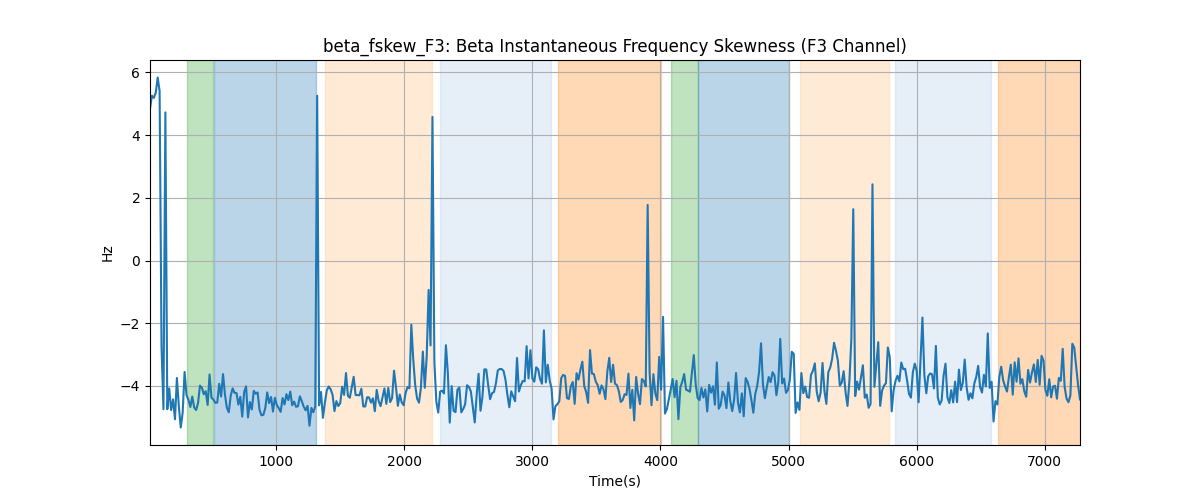 beta_fskew_F3: Beta Instantaneous Frequency Skewness (F3 Channel)
6
4
2
0
−2
−4
Hz
1000 2000 3000 4000 5000 6000 7000
Time(s)